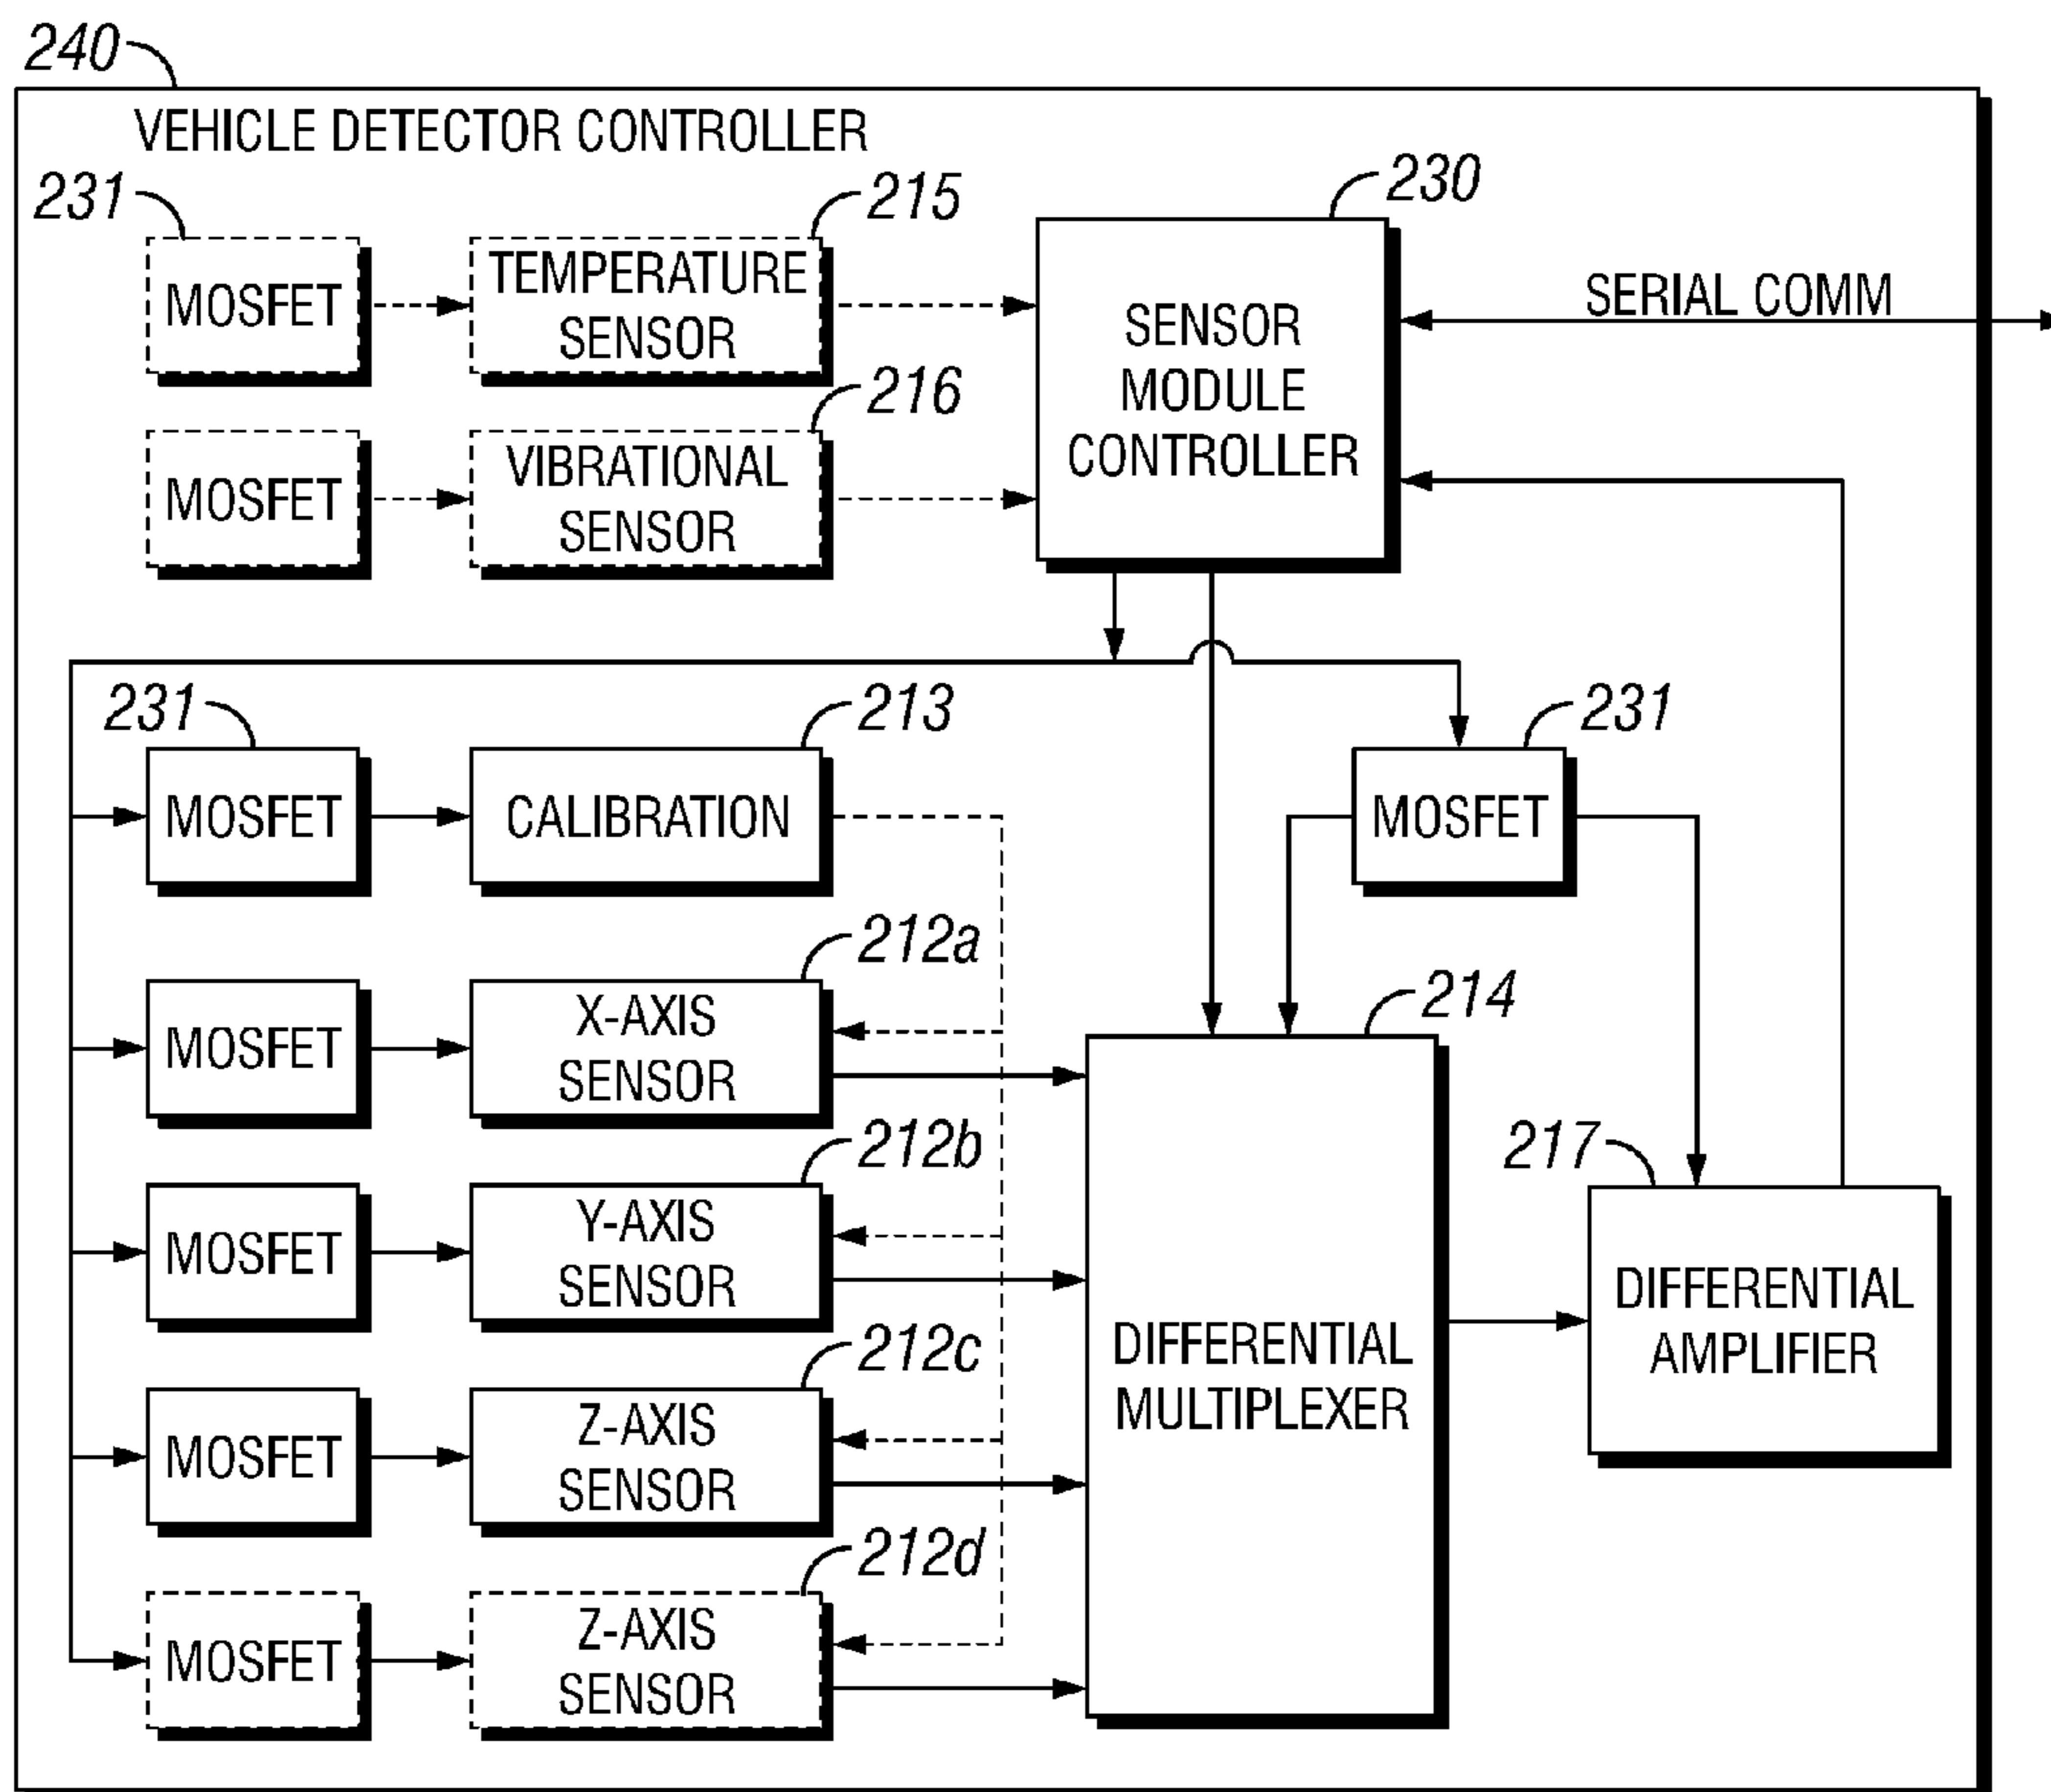 240
VEHICLE DETECTOR CONTROLLER
231
215
230
MOSFET
TEMPERATURE
SENSOR
SENSOR
MODULE
CONTROLLER
SERIAL COMM
216
MOSFET
VIBRATIONAL
SENSOR
231
213
231
MOSFET
CALIBRATION
MOSFET
212a
MOSFET
X-AXIS
SENSOR
214
212b
MOSFET
Y-AXIS
SENSOR
217
DIFFERENTIAL
AMPLIFIER
212c
MOSFET
Z-AXIS
SENSOR
DIFFERENTIAL
MULTIPLEXER
212d
MOSFET
Z-AXIS
SENSOR